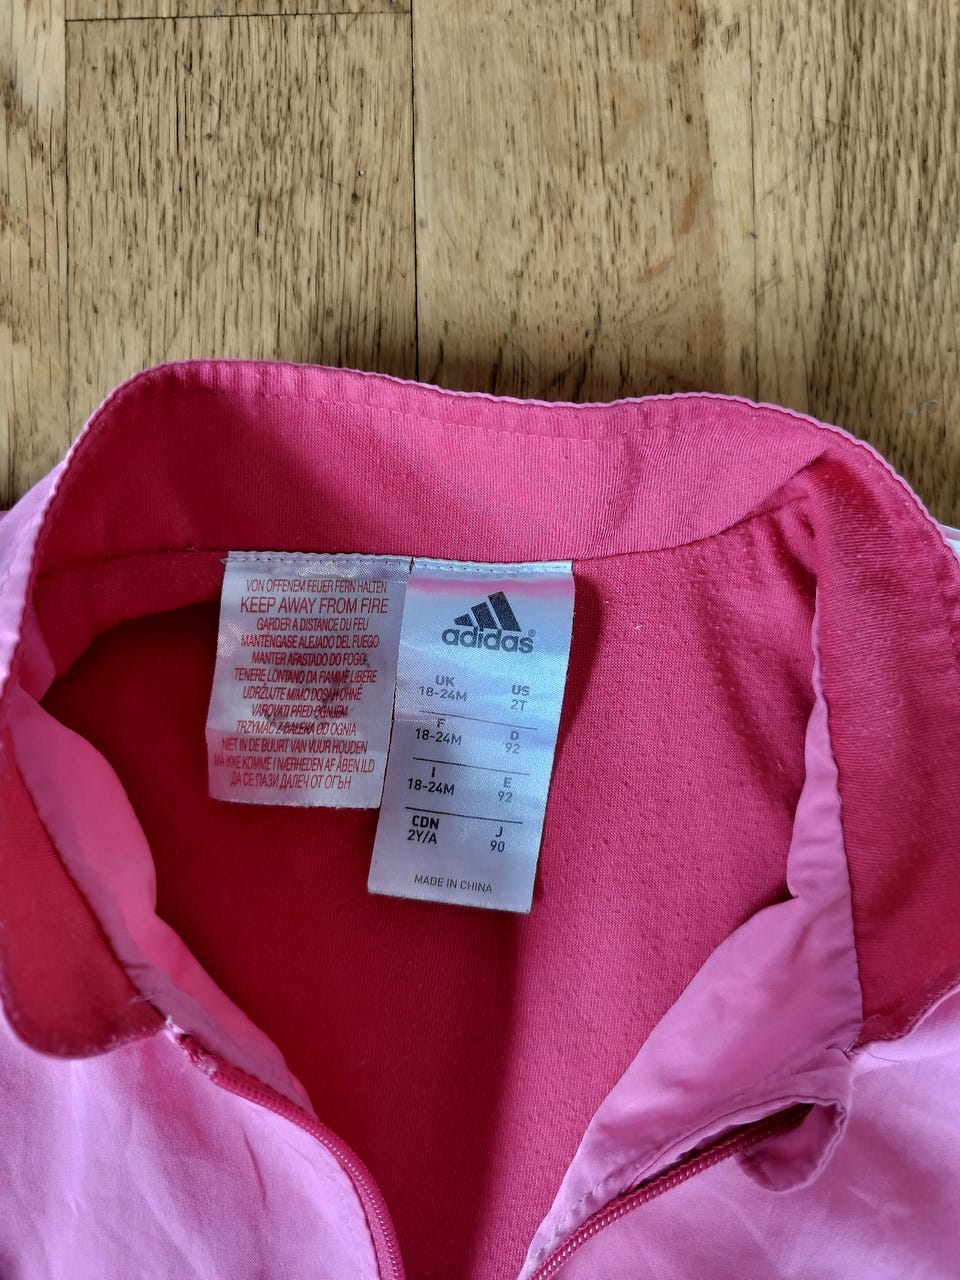 VON OFFENEM FEUER FERN HALTEN
KEEP AWAY FROM FIRE
GARDER A DISTANCE DU FEU
MANTÉNGASE ALEJADO DEL FUEGO
MANTER AFASTADO DO FOGO
TENERE LONTANO DA FIAMME LIBERE
UDRŽUJTE MIMO DOSAH OHNĚ
VAROVATI PRED OGNJEM
TRZYMAĆ Z DALEKA OD OGNIA
NIET IN DE BUURT VAN VUUR HOUDEN
MÅ IKKE KOMME I NÆRHEDEN AF ÅBEN ILD
ДА СЕ ПАЗИ ДАЛЕЧ ОТ ОГЪН
adidas®
UK
18-24M
US
2T
F
18-24M
D
92
I
18-24M
E
92
CDN
2Y/A
J
90
MADE IN CHINA